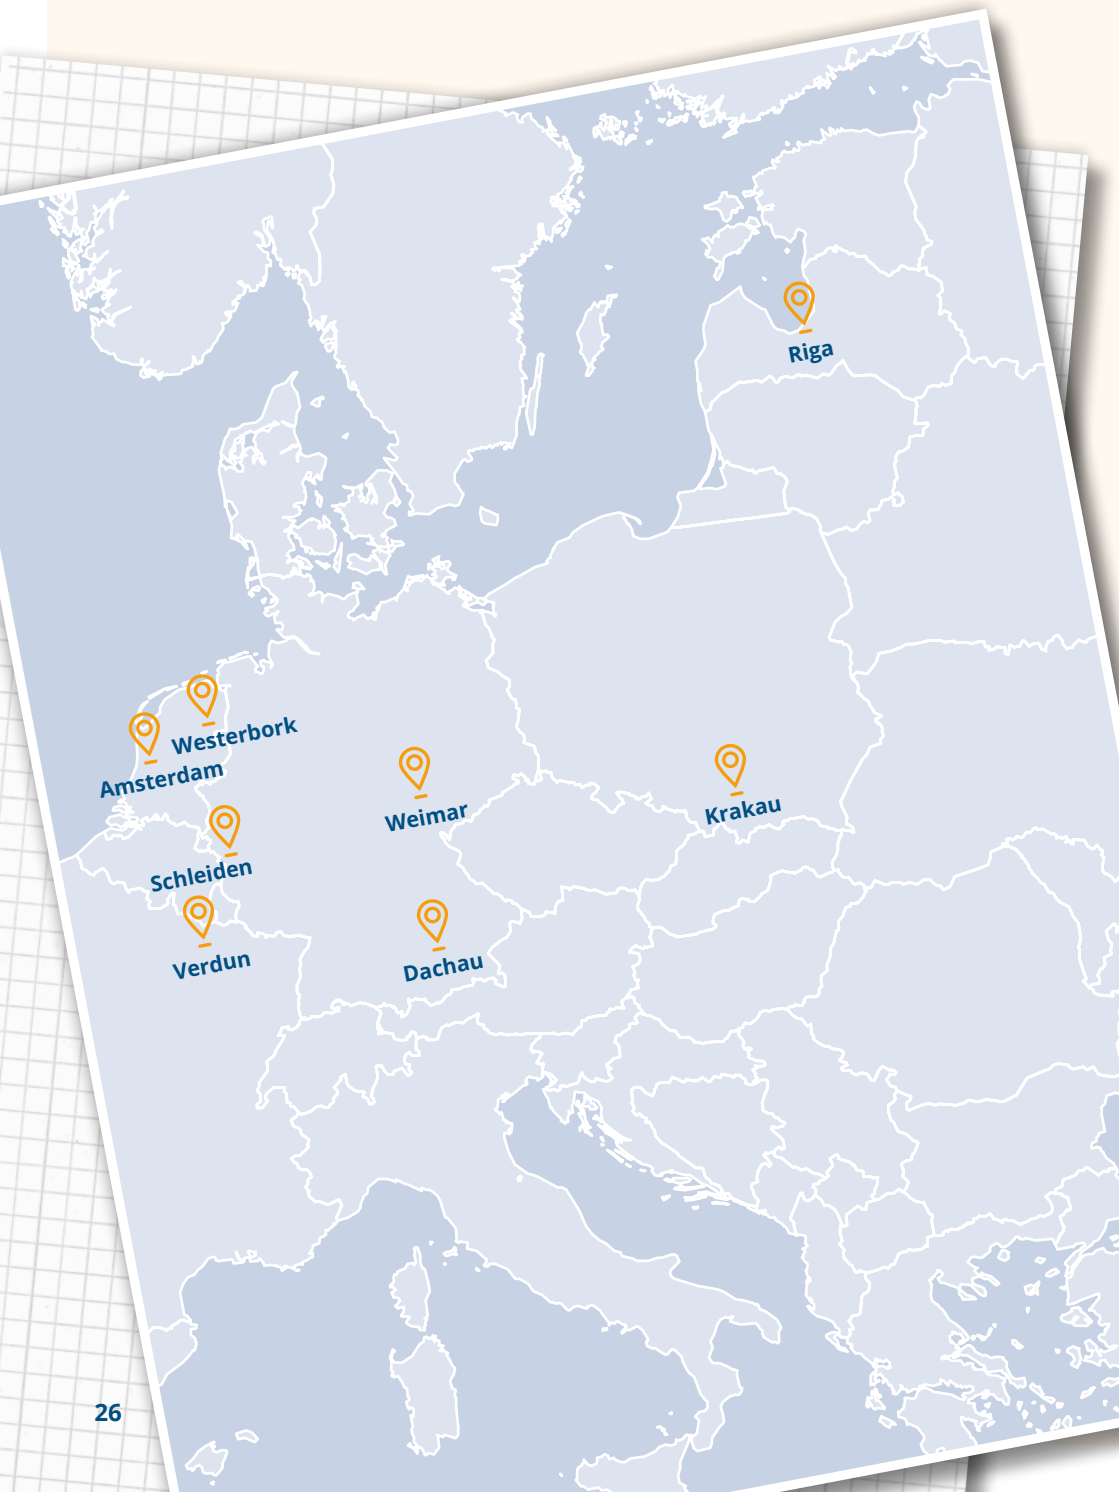 Riga
Westerbork
Amsterdam
Weimar
Krakau
Schleiden
Verdun
Dachau
26